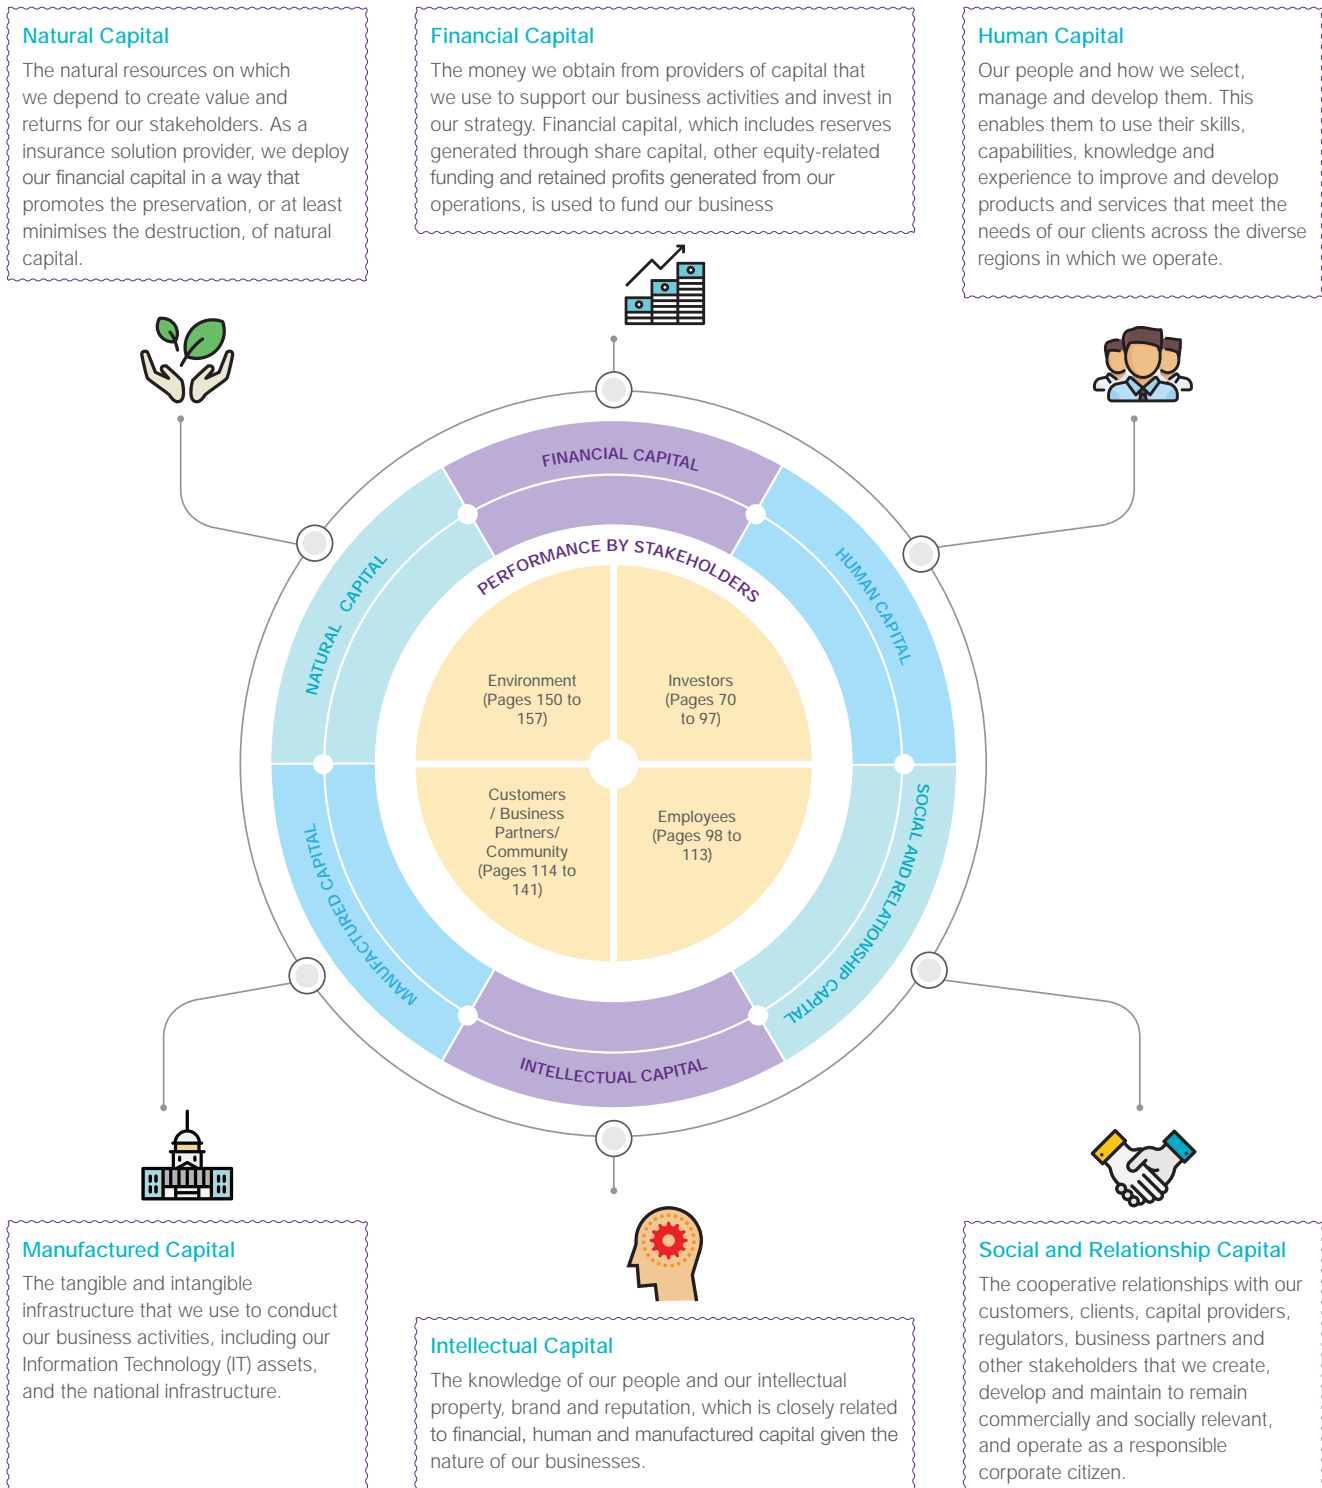 Natural Capital
The natural resources on which
we depend to create value and
returns for our stakeholders. As a
insurance solution provider, we deploy
our financial capital in a way that
promotes the preservation, or at least
minimises the destruction, of natural
capital.
Financial Capital
The money we obtain from providers of capital that
we use to support our business activities and invest in
our strategy. Financial capital, which includes reserves
generated through share capital, other equity-related
funding and retained profits generated from our
operations, is used to fund our business
Human Capital
Our people and how we select,
manage and develop them. This
enables them to use their skills,
capabilities, knowledge and
experience to improve and develop
products and services that meet the
needs of our clients across the diverse
regions in which we operate.
FINANCIAL CAPITAL
HUMAN CAPITAL
NATURAL CAPITAL
PERFORMANCE BY STAKEHOLDERS
Environment
(Pages 150 to
157)
Investors
(Pages 70
to 97)
Customers
/ Business
Partners/
Community
(Pages 114 to
141)
Employees
(Pages 98 to
113)
MANUFACTURED CAPITAL
SOCIAL AND RELATIONSHIP CAPITAL
INTELLECTUAL CAPITAL
Manufactured Capital
The tangible and intangible
infrastructure that we use to conduct
our business activities, including our
Information Technology (IT) assets,
and the national infrastructure.
Intellectual Capital
The knowledge of our people and our intellectual
property, brand and reputation, which is closely related
to financial, human and manufactured capital given the
nature of our businesses.
Social and Relationship Capital
The cooperative relationships with our
customers, clients, capital providers,
regulators, business partners and
other stakeholders that we create,
develop and maintain to remain
commercially and socially relevant,
and operate as a responsible
corporate citizen.